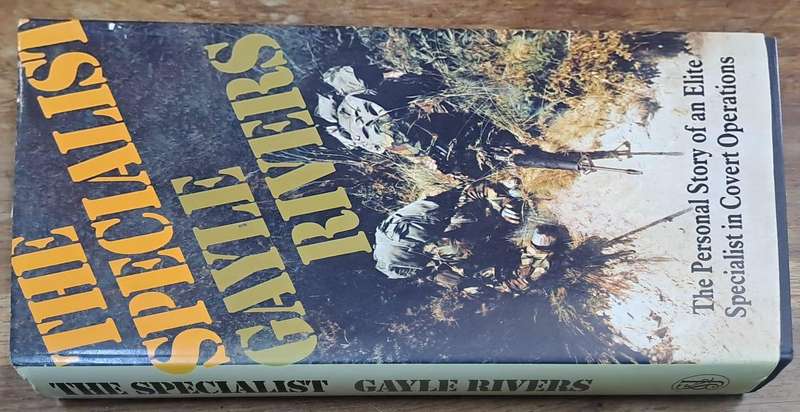 THE
SPECIALIST
GAYLE
RIVERS
The Personal Story of an Elite
Specialist in Covert Operations
THE SPECIALIST GAYLE RIVERS